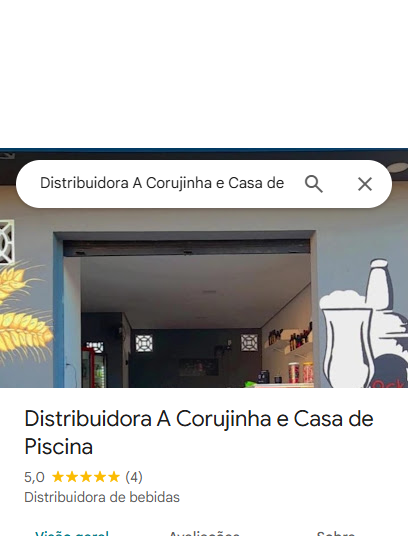 Distribuidora A Corujinha e Casa de
Distribuidora A Corujinha e Casa de
Piscina
5,0 ★★★★★ (4)
Distribuidora de bebidas
Visão geral Avaliações Sobre